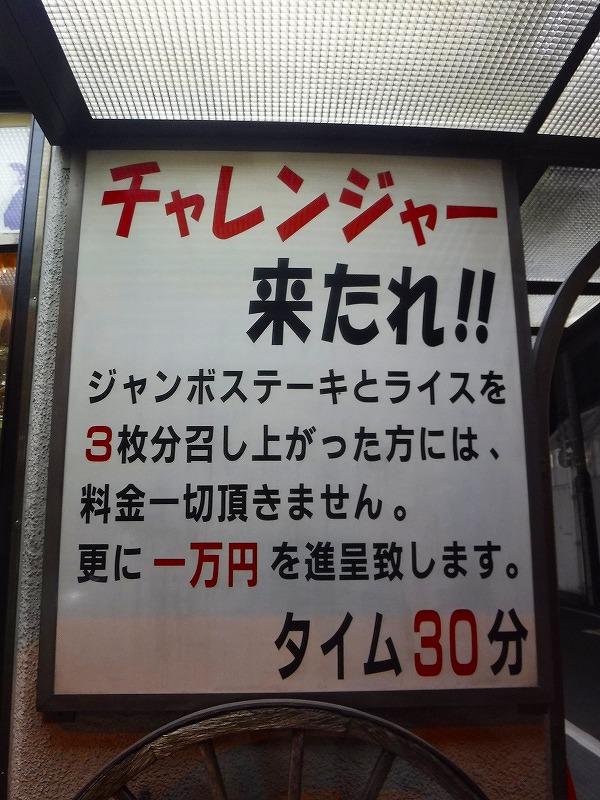 チャレンジャー
来たれ!!
ジャンボステーキとライスを
3枚分召し上がった方には、
料金一切頂きません。
更に一万円を進呈致します。
タイム30分